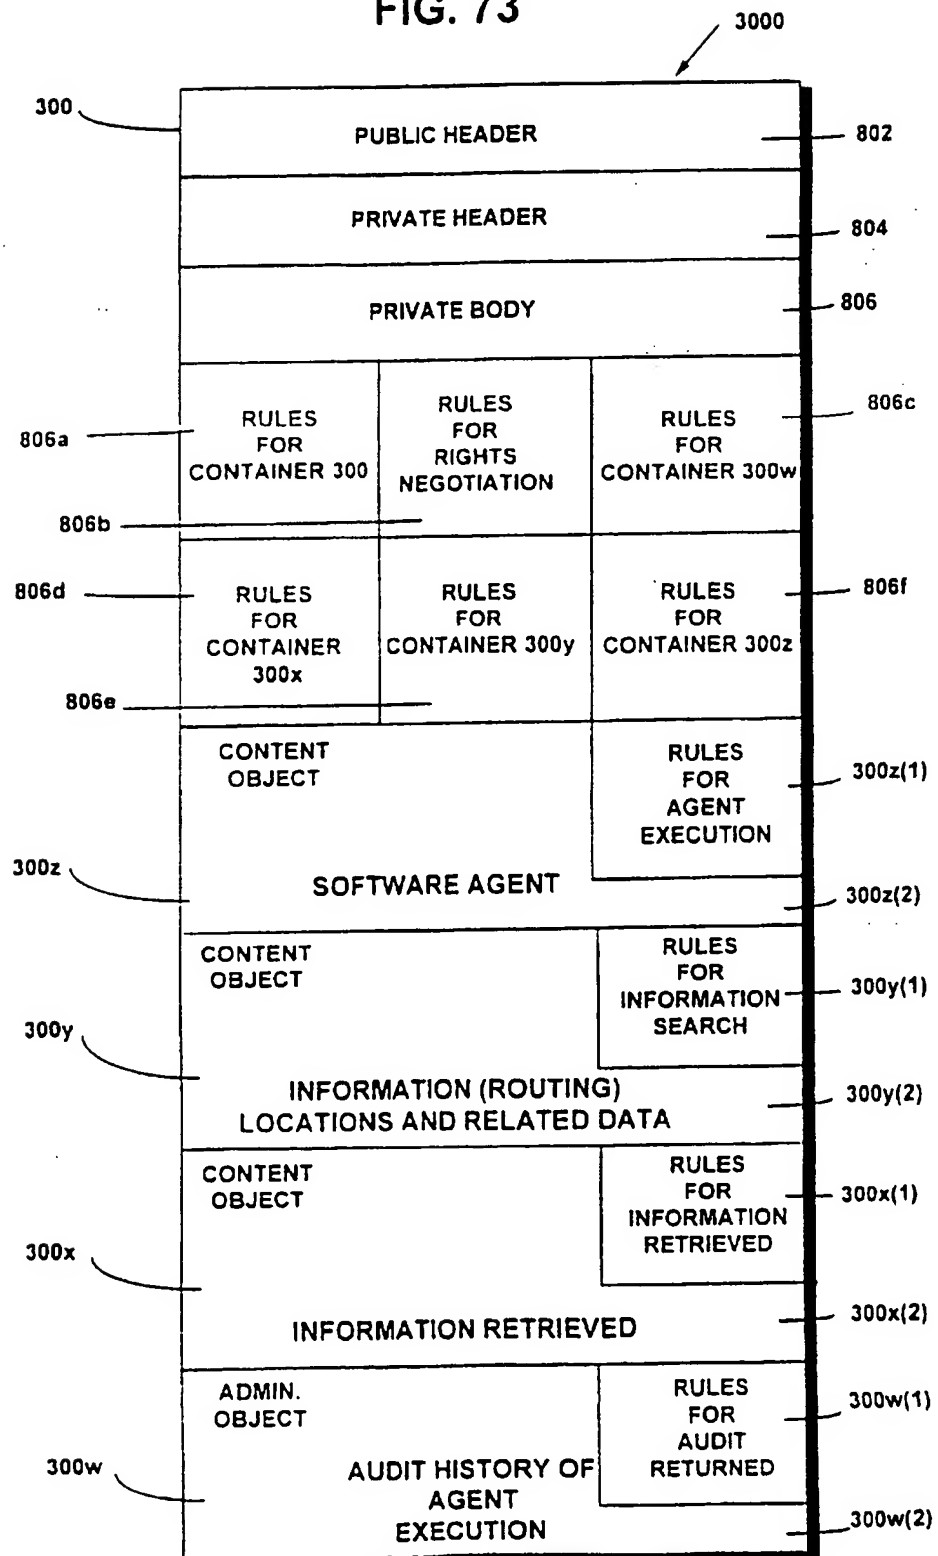 FIG. 73
3000
300
PUBLIC HEADER
802
PRIVATE HEADER
804
PRIVATE BODY
806
806a
RULES
FOR
CONTAINER 300
806b
RULES
FOR
RIGHTS
NEGOTIATION
RULES
FOR
CONTAINER 300w
806c
806d
RULES
FOR
CONTAINER
300x
806e
RULES
FOR
CONTAINER 300y
RULES
FOR
CONTAINER 300z
806f
CONTENT
OBJECT
RULES
FOR
AGENT
EXECUTION
300z(1)
300z
SOFTWARE AGENT
300z(2)
CONTENT
OBJECT
RULES
FOR
INFORMATION
SEARCH
300y(1)
300y
INFORMATION (ROUTING)
LOCATIONS AND RELATED DATA
300y(2)
CONTENT
OBJECT
RULES
FOR
INFORMATION
RETRIEVED
300x(1)
300x
INFORMATION RETRIEVED
300x(2)
ADMIN.
OBJECT
RULES
FOR
AUDIT
RETURNED
300w(1)
300w
AUDIT HISTORY OF
AGENT
EXECUTION
300w(2)